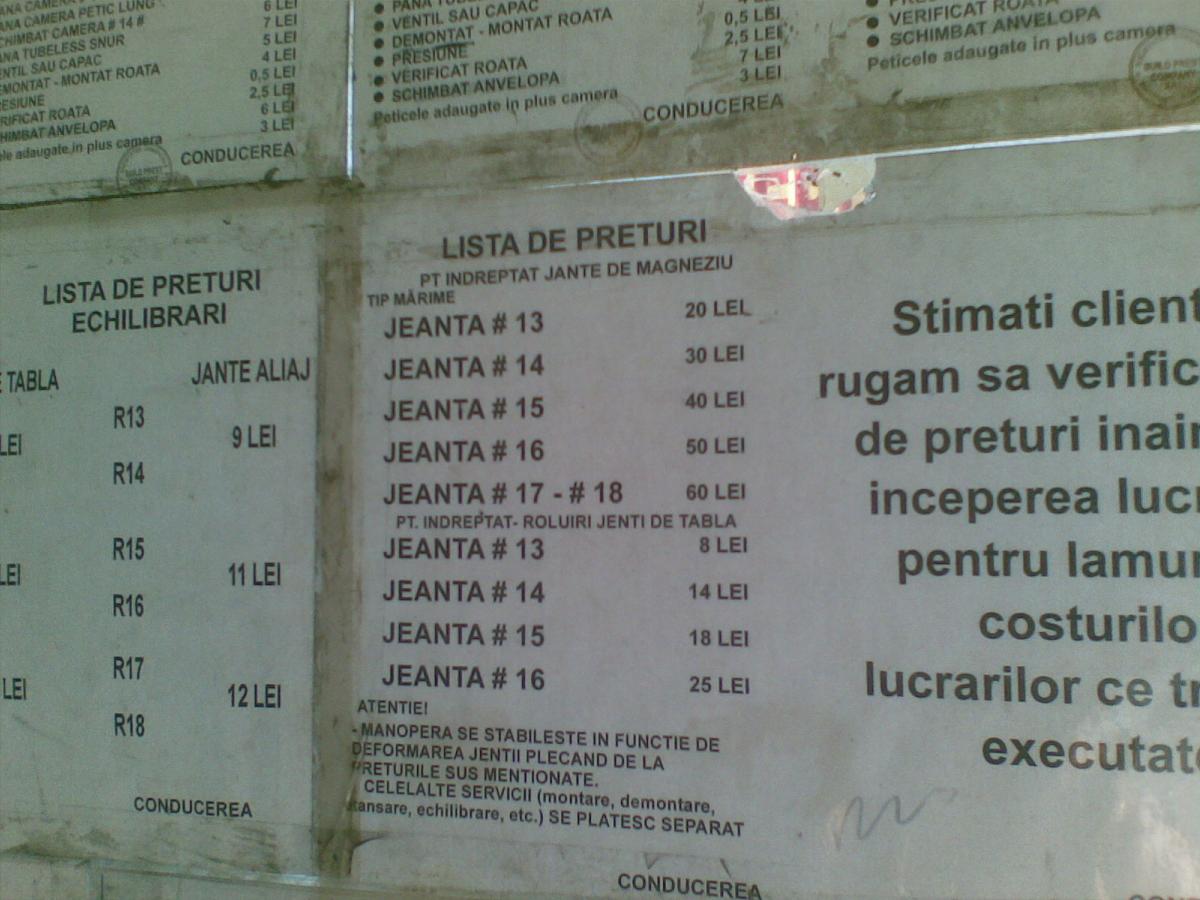 ANA CAMERA PETIC LUNG
6 LEI
CHIMBAT CAMERA # 14 #
7 LEI
ANA TUBELESS SNUR
5 LEI
ENTIL SAU CAPAC
4 LEI
EMONTAT - MONTAT ROATA
0,5 LEI
RESIUNE
2,5 LEI
RIFICAT ROATA
6 LEI
HIMBAT ANVELOPA
3 LEI
ele adaugate in plus camera
CONDUCEREA
VENTIL SAU CAPAC
DEMONTAT - MONTAT ROATA
0,5 LEI
PRESIUNE
2,5 LEI
VERIFICAT ROATA
7 LEI
SCHIMBAT ANVELOPA
3 LEI
Peticele adaugate in plus camera
CONDUCEREA
VERIFICAT ROATA
SCHIMBAT ANVELOPA
Peticele adaugate in plus camera
LISTA DE PRETURI
ECHILIBRARI
E TABLA JANTE ALIAJ
R13
LEI 9 LEI
R14
R15
LEI 11 LEI
R16
R17
LEI 12 LEI
R18
CONDUCEREA
LISTA DE PRETURI
PT INDREPTAT JANTE DE MAGNEZIU
TIP MĂRIME
JEANTA # 13 20 LEI
JEANTA # 14 30 LEI
JEANTA # 15 40 LEI
JEANTA # 16 50 LEI
JEANTA # 17 - # 18 60 LEI
PT. INDREPTAT- ROLUIRI JENTI DE TABLA
JEANTA # 13 8 LEI
JEANTA # 14 14 LEI
JEANTA # 15 18 LEI
JEANTA # 16 25 LEI
ATENTIE!
- MANOPERA SE STABILESTE IN FUNCTIE DE
DEFORMAREA JENTII PLECAND DE LA
PRETURILE SUS MENTIONATE.
CELELALTE SERVICII (montare, demontare,
ansare, echilibrare, etc.) SE PLATESC SEPARAT
CONDUCEREA
Stimati client
rugam sa verific
de preturi inain
inceperea lucr
pentru lamur
costurilo
lucrarilor ce tr
executate